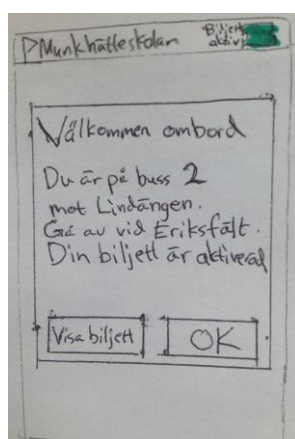 Munkhätteskolan
Biljett
aktiv
Välkommen ombord
Du är på buss 2
mot Lindängen.
Gå av vid Eriksfält.
Din biljett är aktiverad
Visa biljett
OK